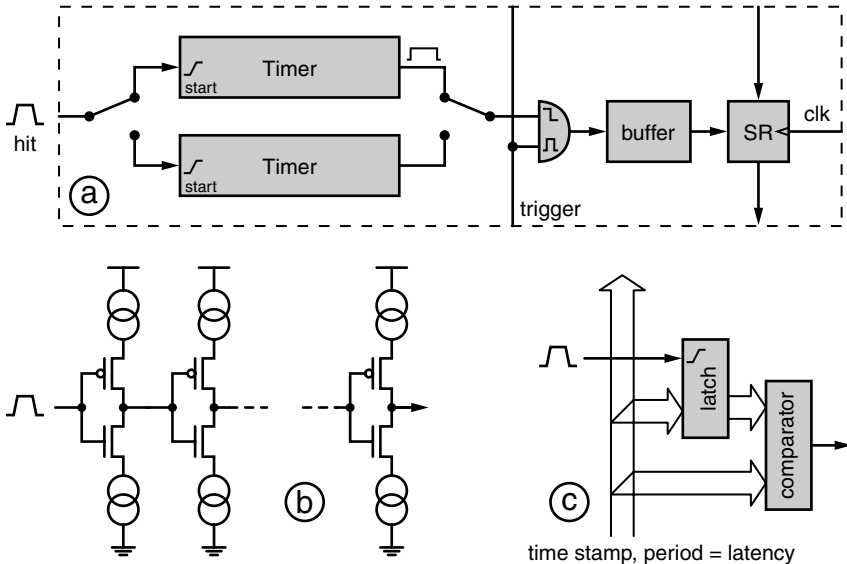 Timer
start
hit
Timer
start
buffer
SR
clk
a
trigger
latch
comparator
b
c
time stamp, period = latency